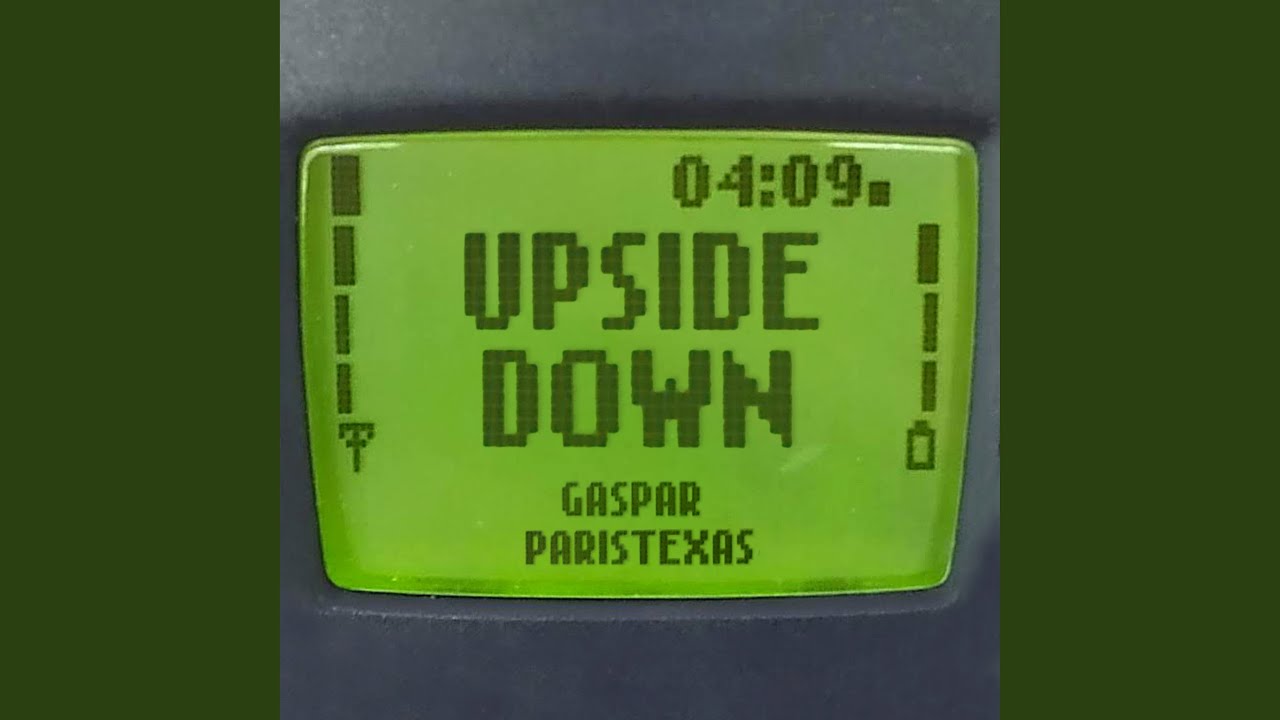 04:09
UPSIDE
DOWN
GASPAR
PARISTEXAS